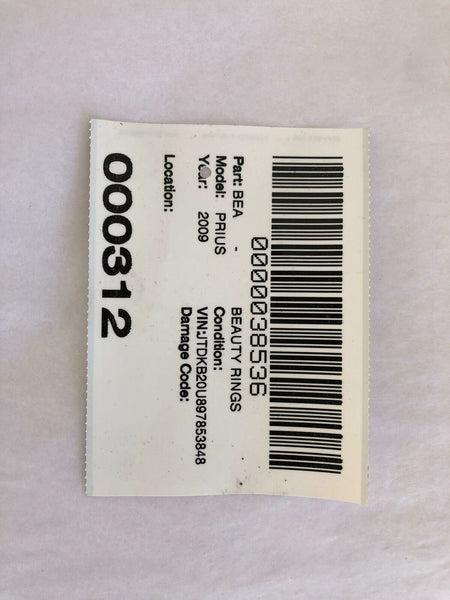 0000038536
Part: BEA - BEAUTY RINGS
Model: PRIUS Condition:
Year: 2009 VIN:JTDKB20U897853848
Damage Code:
Location:
000312